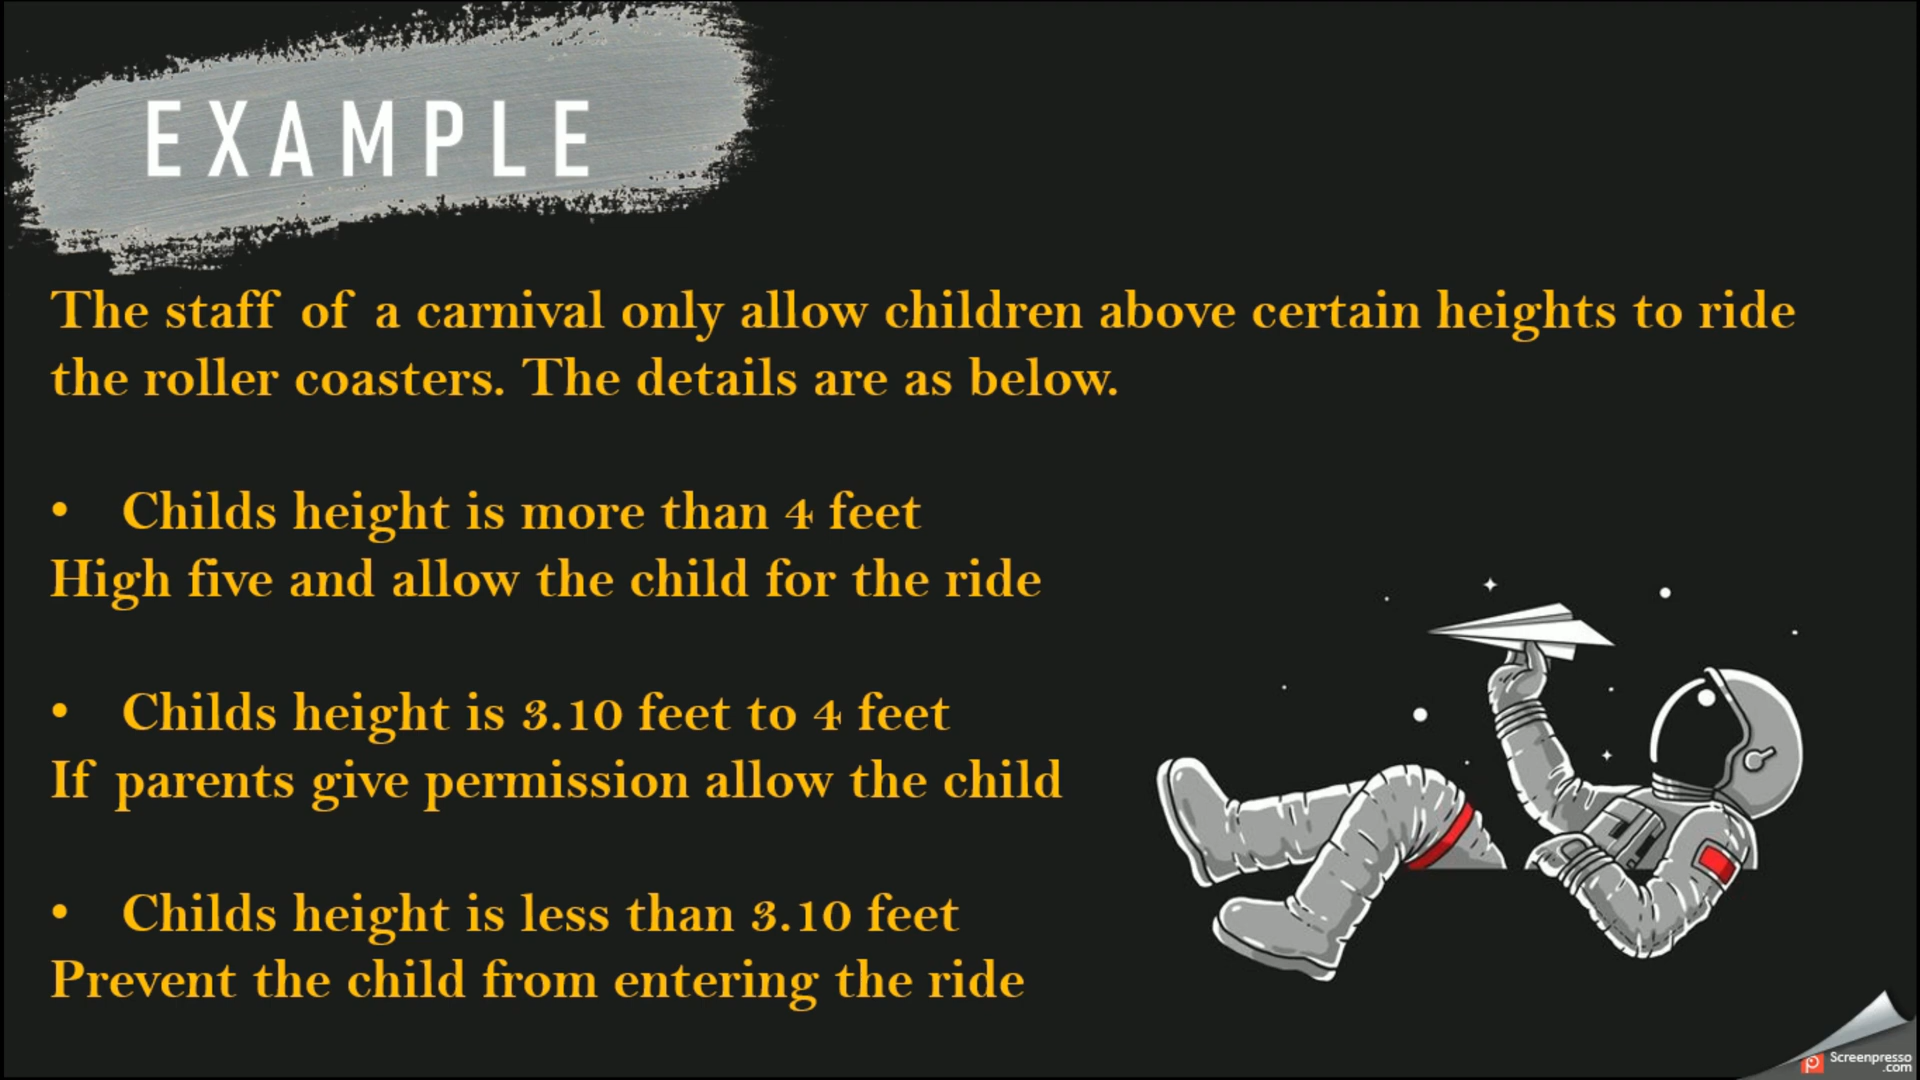 EXAMPLE
The staff of a carnival only allow children above certain heights to ride
the roller coasters. The details are as below.
• Childs height is more than 4 feet
High five and allow the child for the ride
• Childs height is 3.10 feet to 4 feet
If parents give permission allow the child
• Childs height is less than 3.10 feet
Prevent the child from entering the ride
Screenpresso
.com